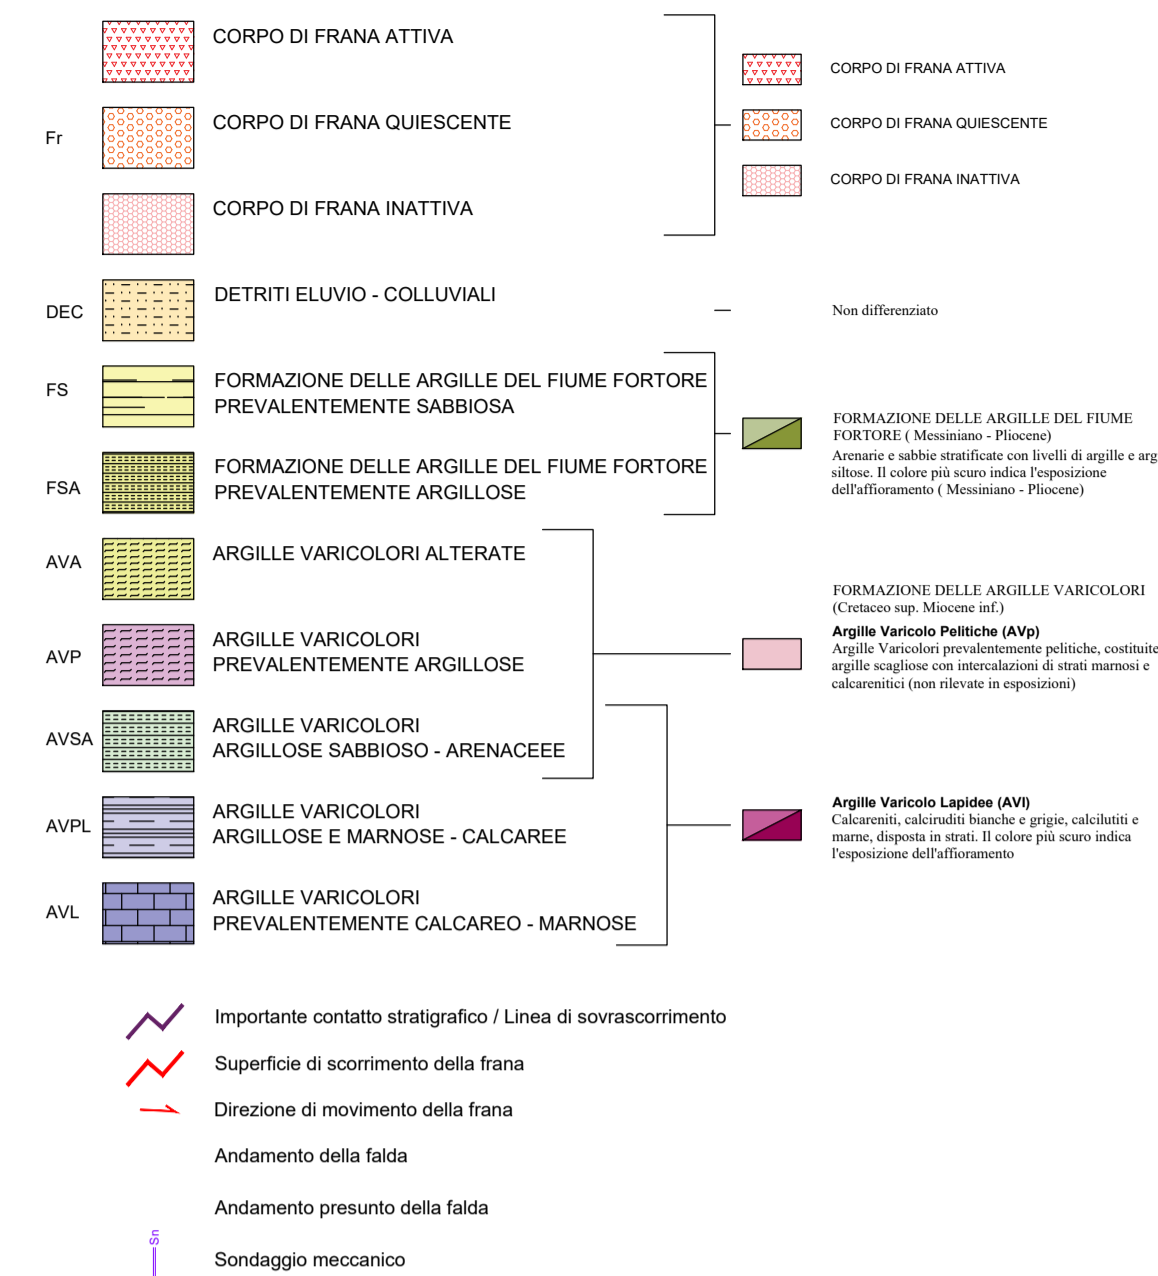 CORPO DI FRANA ATTIVA
Fr
CORPO DI FRANA QUIESCENTE
CORPO DI FRANA INATTIVA
CORPO DI FRANA ATTIVA
CORPO DI FRANA QUIESCENTE
CORPO DI FRANA INATTIVA
DEC
DETRITI ELUVIO - COLLUVIALI
Non differenziato
FS
FORMAZIONE DELLE ARGILLE DEL FIUME FORTORE
PREVALENTEMENTE SABBIOSA
FSA
FORMAZIONE DELLE ARGILLE DEL FIUME FORTORE
PREVALENTEMENTE ARGILLOSE
FORMAZIONE DELLE ARGILLE DEL FIUME
FORTORE ( Messiniano - Pliocene)
Arenarie e sabbie stratificate con livelli di argille e arg
siltose. Il colore più scuro indica l'esposizione
dell'affioramento ( Messiniano - Pliocene)
AVA
ARGILLE VARICOLORI ALTERATE
AVP
ARGILLE VARICOLORI
PREVALENTEMENTE ARGILLOSE
AVSA
ARGILLE VARICOLORI
ARGILLOSE SABBIOSO - ARENACEEE
FORMAZIONE DELLE ARGILLE VARICOLORI
(Cretaceo sup. Miocene inf.)
Argille Varicolo Pelitiche (AVp)
Argille Varicolori prevalentemente pelitiche, costituite
argille scagliose con intercalazioni di strati marnosi e
calcarenitici (non rilevate in esposizioni)
AVPL
ARGILLE VARICOLORI
ARGILLOSE E MARNOSE - CALCAREE
AVL
ARGILLE VARICOLORI
PREVALENTEMENTE CALCAREO - MARNOSE
Argille Varicolo Lapidee (AVl)
Calcareniti, calciruditi bianche e grigie, calcilutiti e
marne, disposta in strati. Il colore più scuro indica
l'esposizione dell'affioramento
Importante contatto stratigrafico / Linea di sovrascorrimento
Superficie di scorrimento della frana
Direzione di movimento della frana
Andamento della falda
Andamento presunto della falda
Sn
Sondaggio meccanico